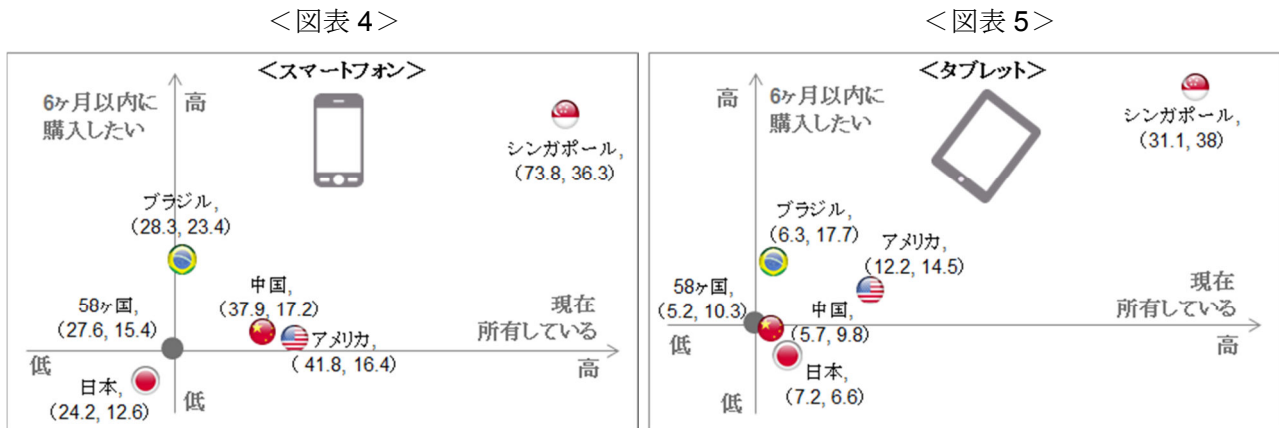 <図表 4>
<スマートフォン>
6ヶ月以内に
購入したい
高
シンガポール,
(73.8, 36.3)
ブラジル,
(28.3, 23.4)
中国,
(37.9, 17.2)
58ヶ国,
(27.6, 15.4)
現在
所有している
アメリカ,
( 41.8, 16.4)
低
高
日本,
(24.2, 12.6)
低
<図表 5>
<タブレット>
高
6ヶ月以内に
購入したい
シンガポール,
(31.1, 38)
ブラジル,
(6.3, 17.7)
アメリカ,
(12.2, 14.5)
58ヶ国,
(5.2, 10.3)
中国,
(5.7, 9.8)
現在
所有している
低
高
日本,
(7.2, 6.6)
低